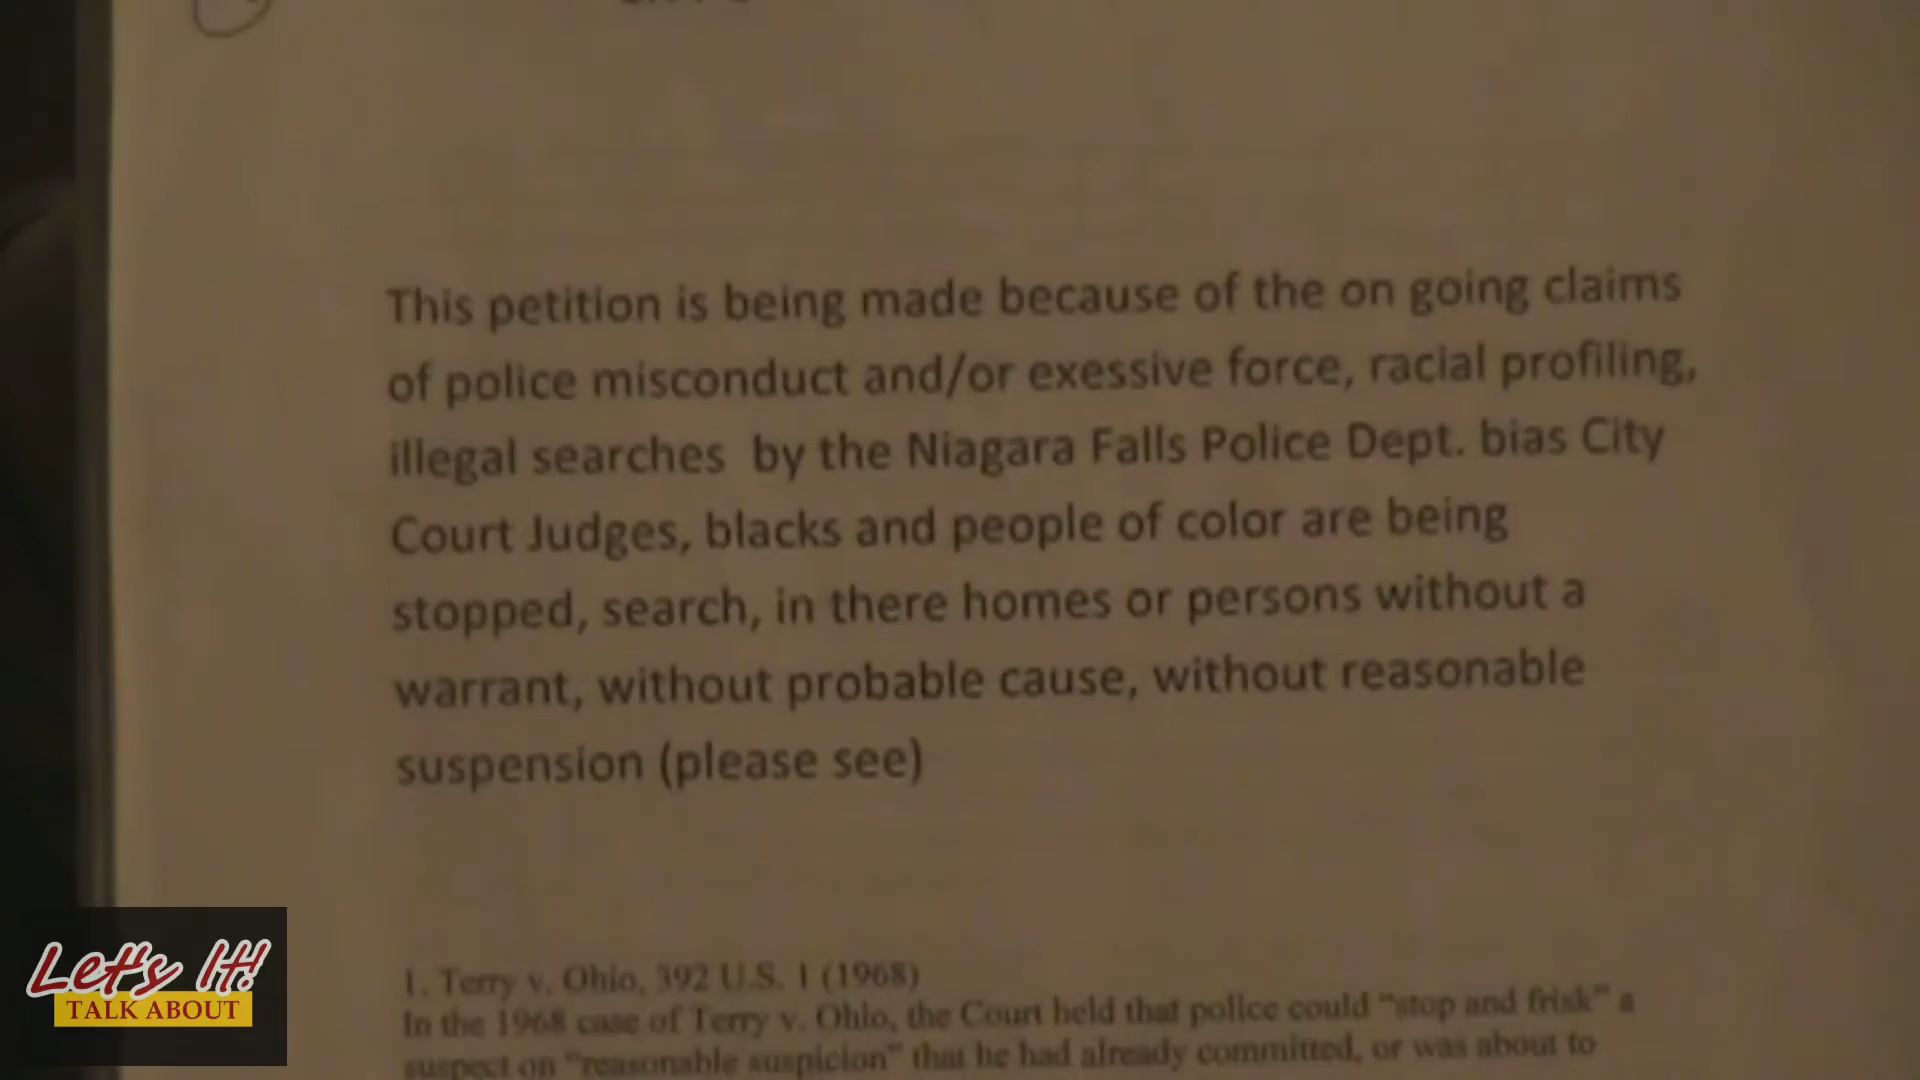 This petition is being made because of the on going claims
of police misconduct and/or exessive force, racial profiling,
illegal searches by the Niagara Falls Police Dept. bias City
Court Judges, blacks and people of color are being
stopped, search, in there homes or persons without a
warrant, without probable cause, without reasonable
suspension (please see)
1. Terry v. Ohio, 392 U.S. 1 (1968)
In the 1968 case of Terry v. Ohio, the Court held that police could "stop and frisk" a
suspect on "reasonable suspicion" that he had already committed, or was about to
Let's It!
TALK ABOUT